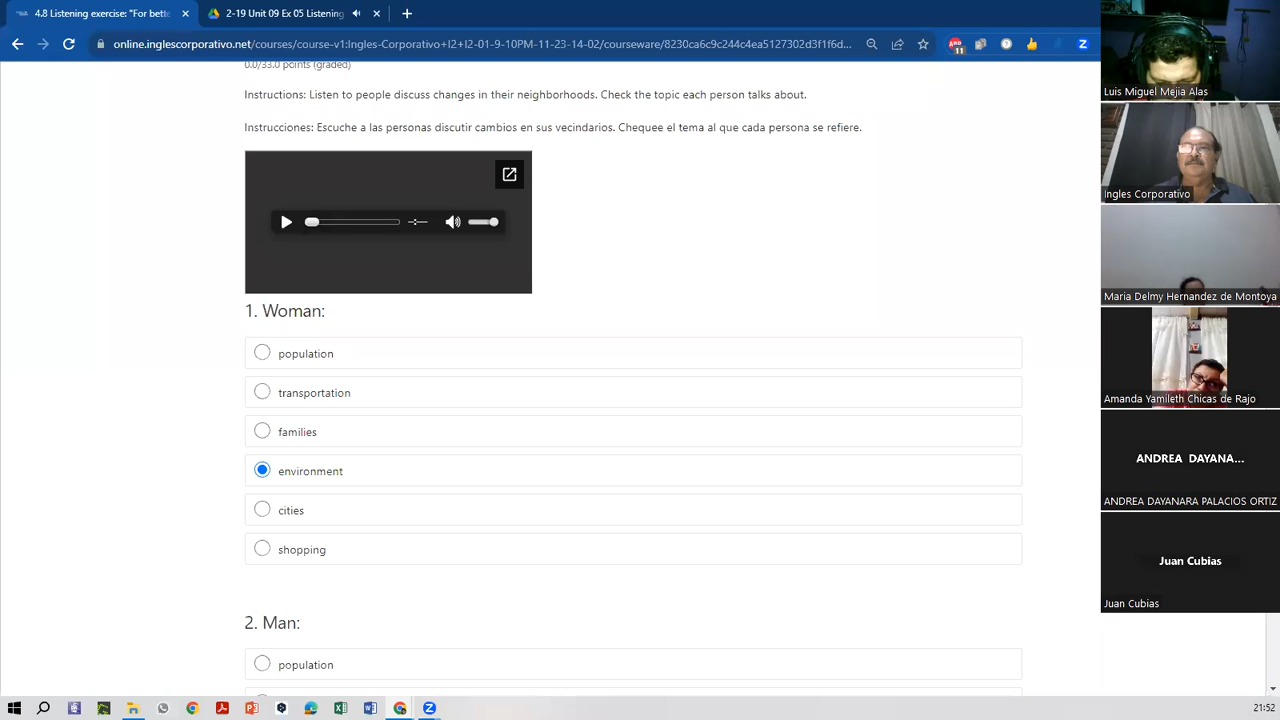 4.8 Listening exercise: "For bette
2-19 Unit 09 Ex 05 Listening
online.inglescorporativo.net/courses/course-v1:Ingles-Corporativo+I2+I2-01-9-10PM-11-23-14-02/courseware/8230ca6c9c244c4ea5127302d3f1f6d...
11
0.0/33.0 points (graded)
Instructions: Listen to people discuss changes in their neighborhoods. Check the topic each person talks about.
Instrucciones: Escuche a las personas discutir cambios en sus vecindarios. Chequee el tema al que cada persona se refiere.
-:--
1. Woman:
population
transportation
families
environment
cities
shopping
2. Man:
population
Luis Miguel Mejia Alas
Ingles Corporativo
Maria Delmy Hernandez de Montoya
Amanda Yamileth Chicas de Rajo
ANDREA DAYANA...
ANDREA DAYANARA PALACIOS ORTIZ
Juan Cubias
Juan Cubias
21:52